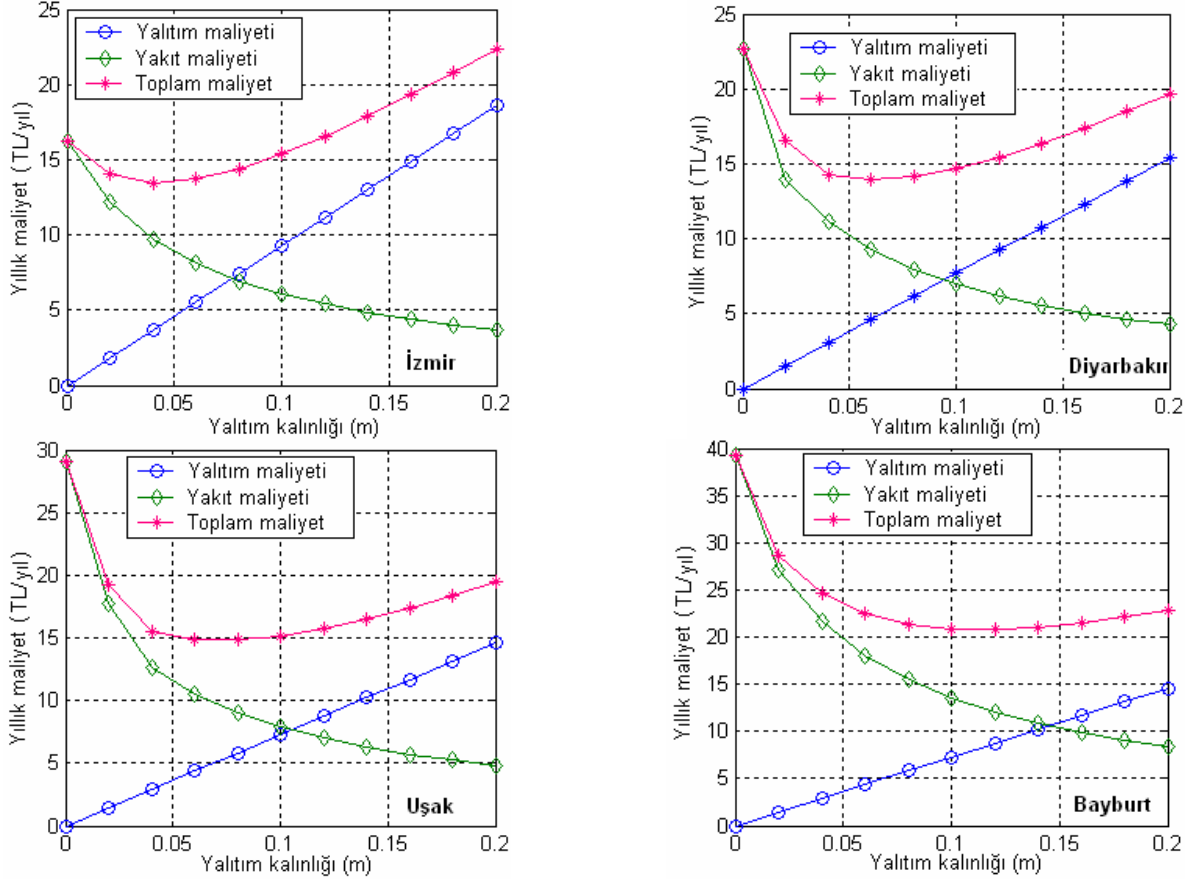 25
20
15
10
5
0
Yıllık maliyet (TL/yıl)
Yalıtım maliyeti
Yakıt maliyeti
Toplam maliyet
İzmir
0 0.05 0.1 0.15 0.2
Yalıtım kalınlığı (m)
25
20
15
10
5
0
Yıllık maliyet (TL/yıl)
Yalıtım maliyeti
Yakıt maliyeti
Toplam maliyet
Diyarbakır
0 0.05 0.1 0.15 0.2
Yalıtım kalınlığı (m)
30
25
20
15
10
5
0
Yıllık maliyet (TL/yıl)
Yalıtım maliyeti
Yakıt maliyeti
Toplam maliyet
Uşak
0 0.05 0.1 0.15 0.2
Yalıtım kalınlığı (m)
40
35
30
25
20
15
10
5
0
Yıllık maliyet (TL/yıl)
Yalıtım maliyeti
Yakıt maliyeti
Toplam maliyet
Bayburt
0 0.05 0.1 0.15 0.2
Yalıtım kalınlığı (m)